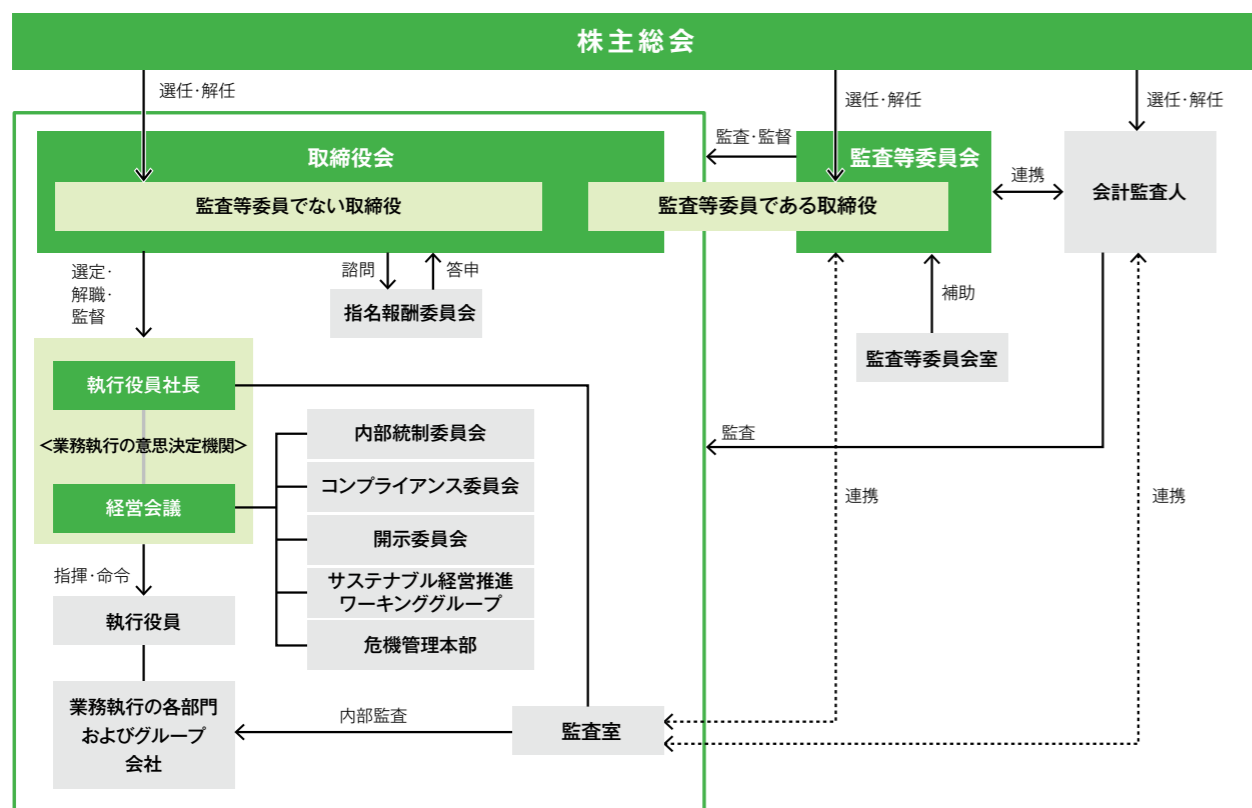 株主総会
選任・解任
選任・解任
選任・解任
監査・監督
取締役会
監査等委員会
連携
会計監査人
監査等委員でない取締役
監査等委員である取締役
選定・
解職・
監督
諮問
答申
指名報酬委員会
補助
監査等委員会室
執行役員社長
<業務執行の意思決定機関>
経営会議
内部統制委員会
コンプライアンス委員会
開示委員会
サステナブル経営推進
ワーキンググループ
危機管理本部
監査
連携
連携
指揮・命令
執行役員
業務執行の各部門
およびグループ
会社
内部監査
監査室